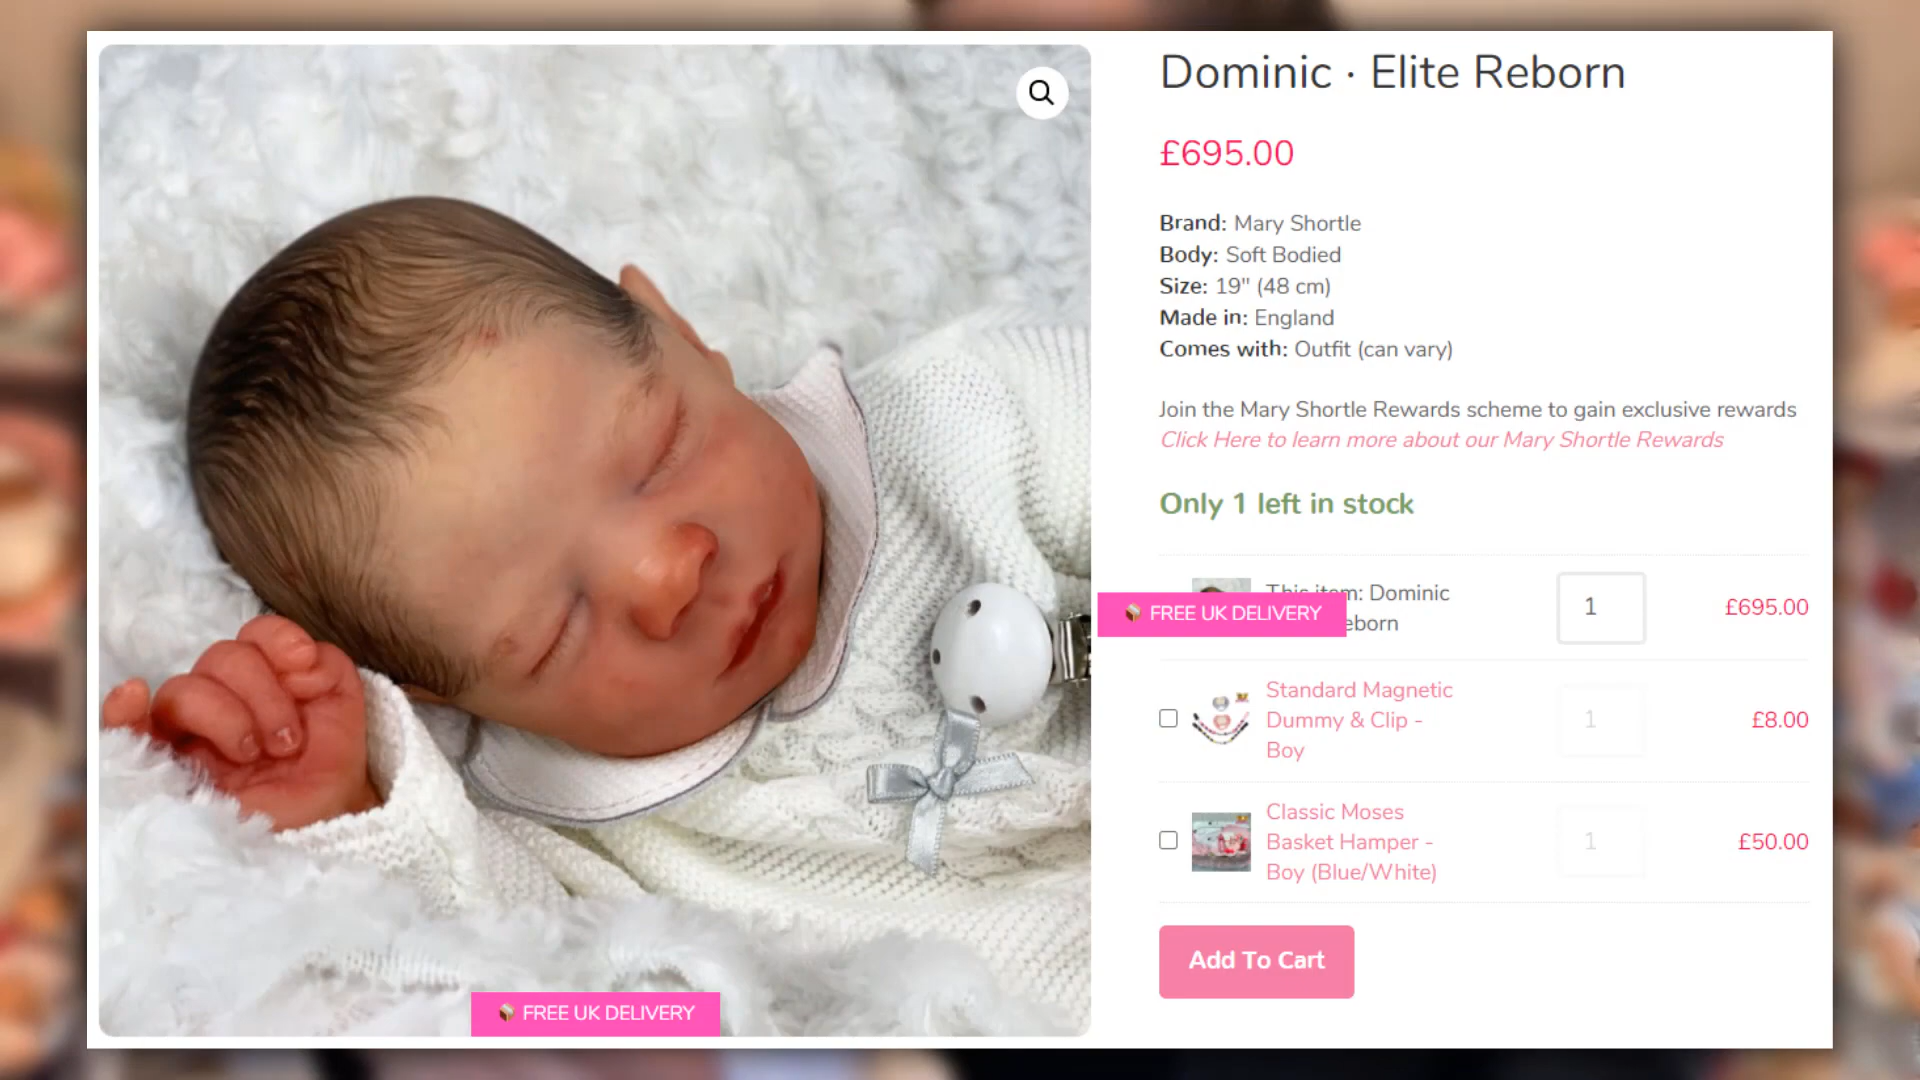 Dominic · Elite Reborn
£695.00
Brand: Mary Shortle
Body: Soft Bodied
Size: 19" (48 cm)
Made in: England
Comes with: Outfit (can vary)
Join the Mary Shortle Rewards scheme to gain exclusive rewards
Click Here to learn more about our Mary Shortle Rewards
Only 1 left in stock
This item: Dominic
eborn
1
£695.00
FREE UK DELIVERY
Standard Magnetic
Dummy & Clip -
Boy
1
£8.00
Classic Moses
Basket Hamper -
Boy (Blue/White)
1
£50.00
Add To Cart
FREE UK DELIVERY